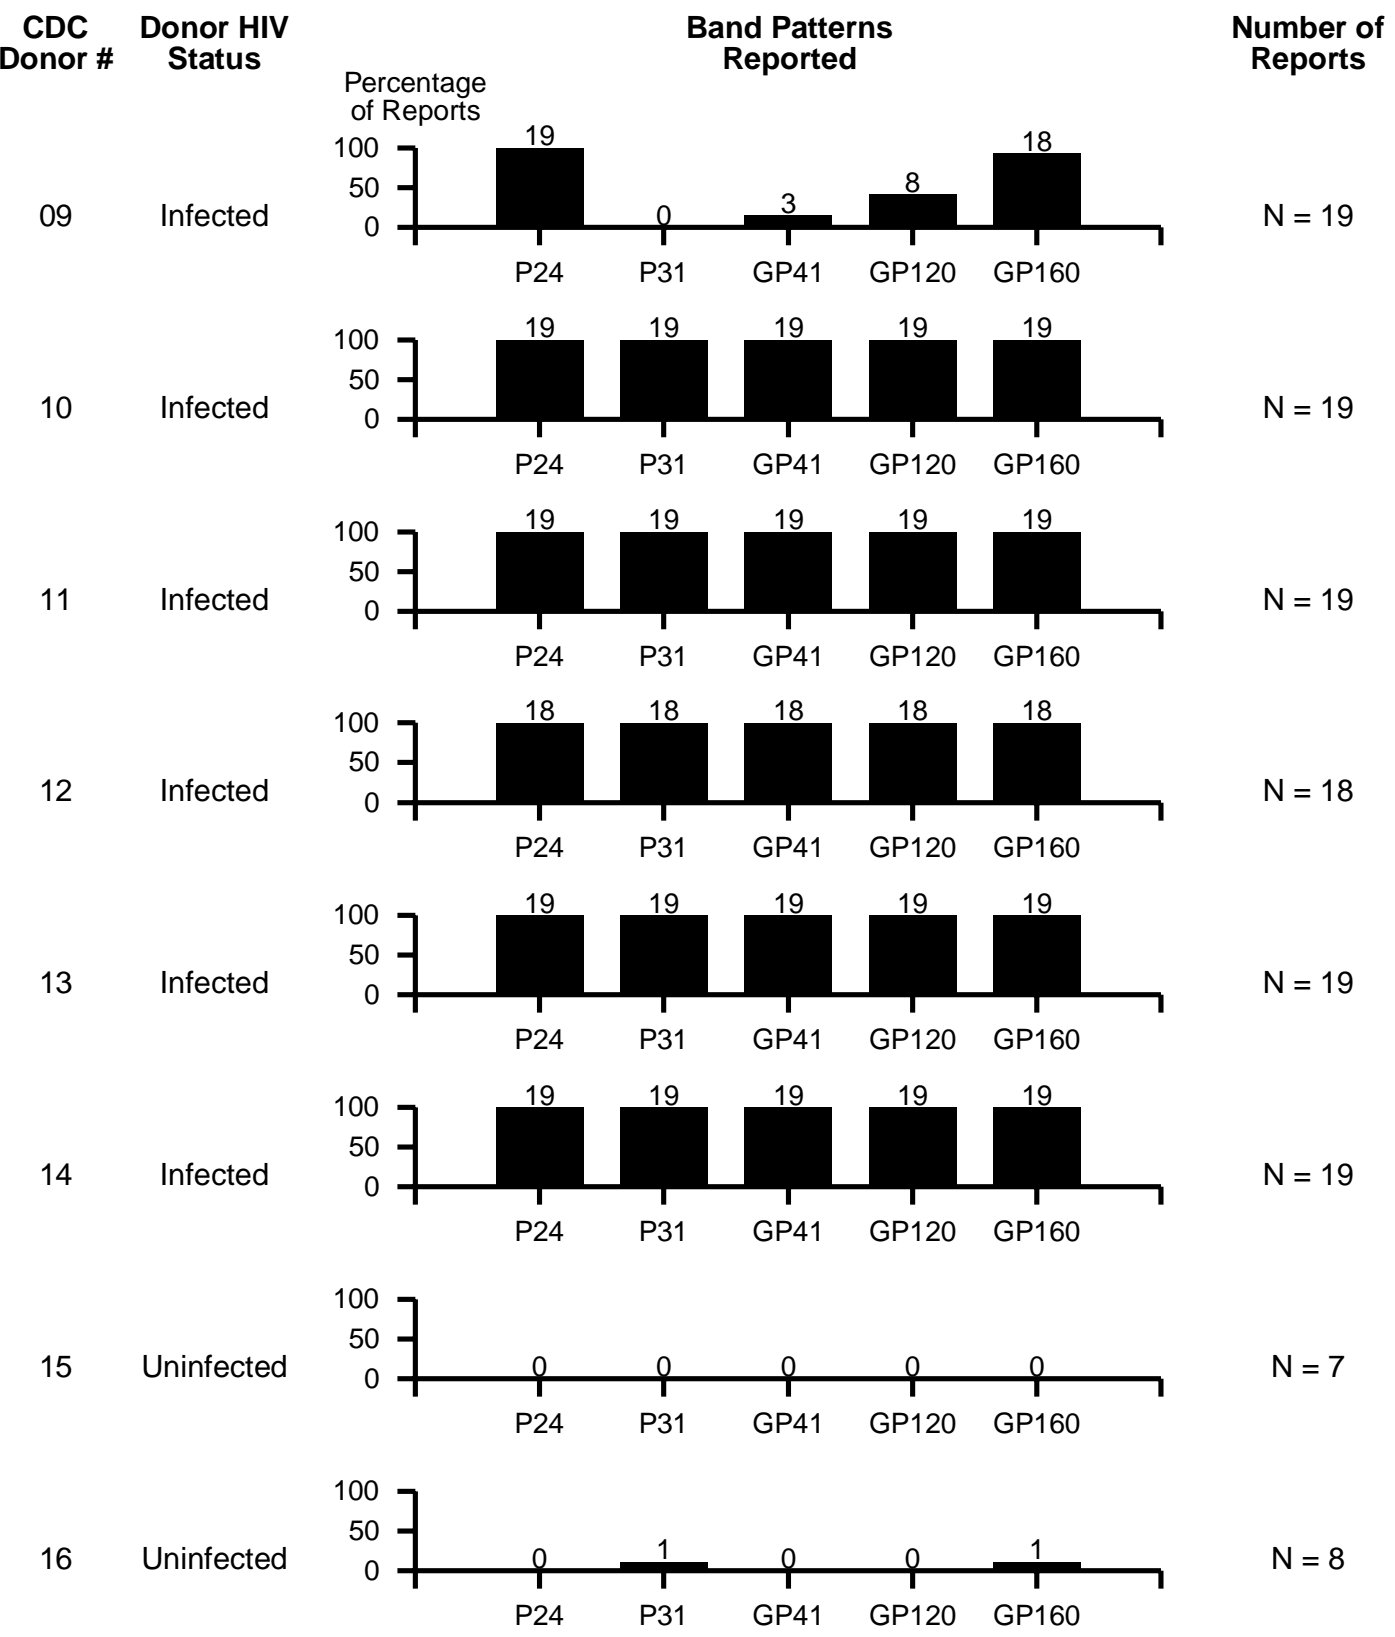 CDC Donor HIV Band Patterns Number of
Donor # Status Reported Reports
Percentage
of Reports
19 0 3 8 18
100
50
0
09 Infected N = 19
P24 P31 GP41 GP120 GP160
19 19 19 19 19
100
50
0
10 Infected N = 19
P24 P31 GP41 GP120 GP160
19 19 19 19 19
100
50
0
11 Infected N = 19
P24 P31 GP41 GP120 GP160
18 18 18 18 18
100
50
0
12 Infected N = 18
P24 P31 GP41 GP120 GP160
19 19 19 19 19
100
50
0
13 Infected N = 19
P24 P31 GP41 GP120 GP160
19 19 19 19 19
100
50
0
14 Infected N = 19
P24 P31 GP41 GP120 GP160
100
50
0
0 0 0 0 0
15 Uninfected N = 7
P24 P31 GP41 GP120 GP160
100
50
0
0 1 0 0 1
16 Uninfected N = 8
P24 P31 GP41 GP120 GP160